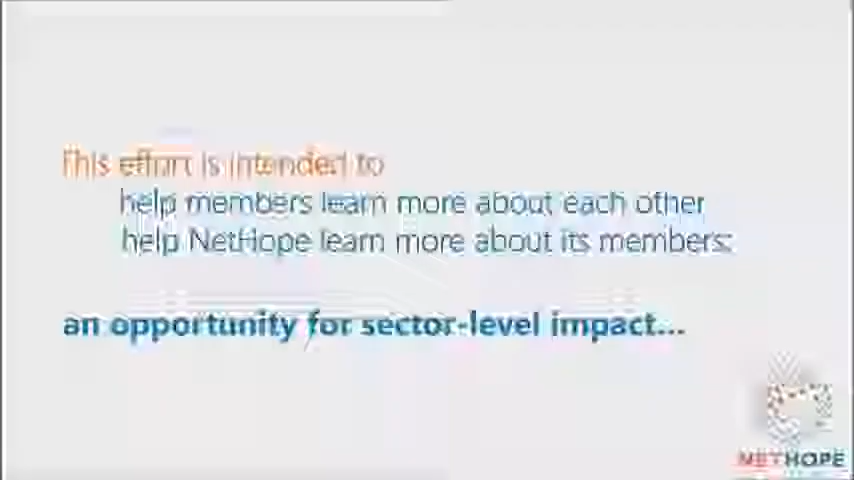 This effort is intended to
help members learn more about each other
help NetHope learn more about its members:
an opportunity for sector-level impact...
NETHOPE